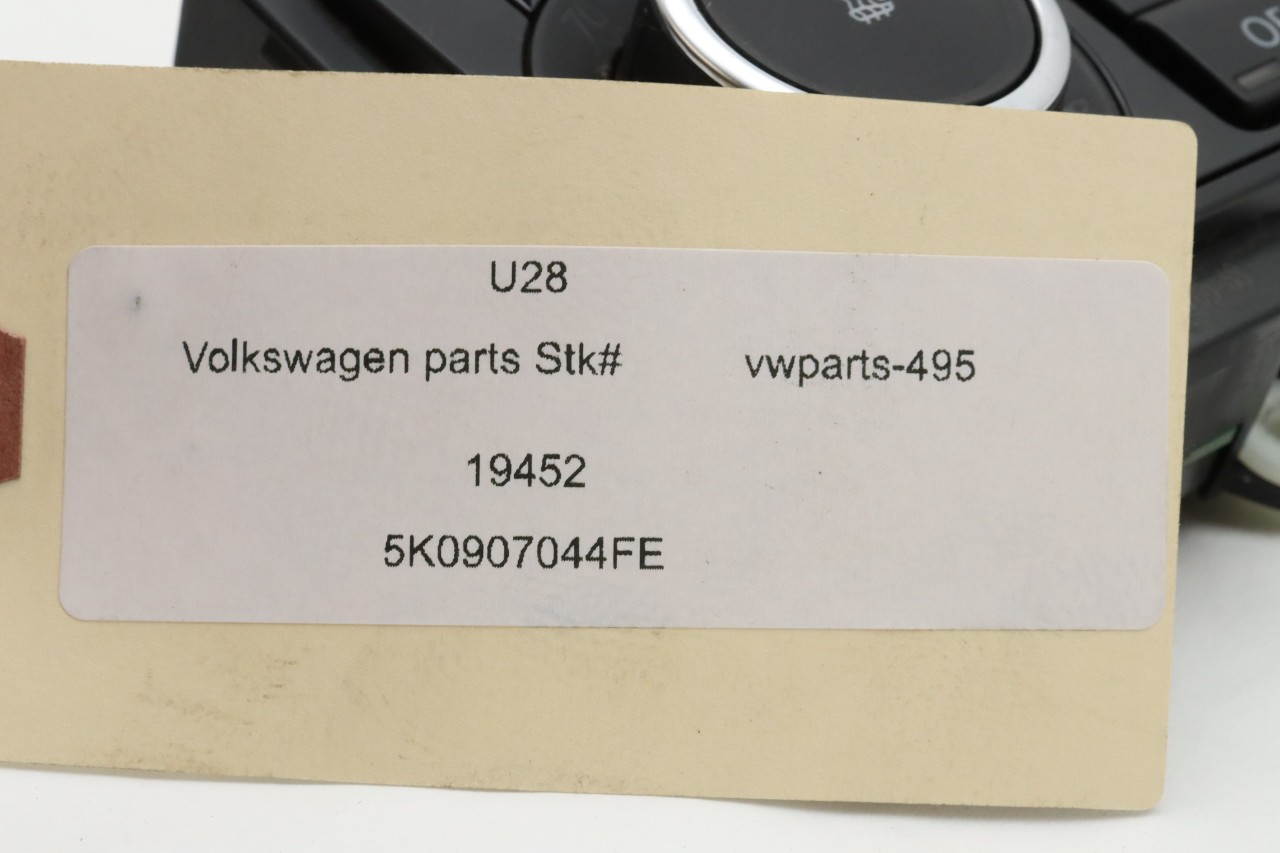 U28
Volkswagen parts Stk# vwparts-495
19452
5K0907044FE